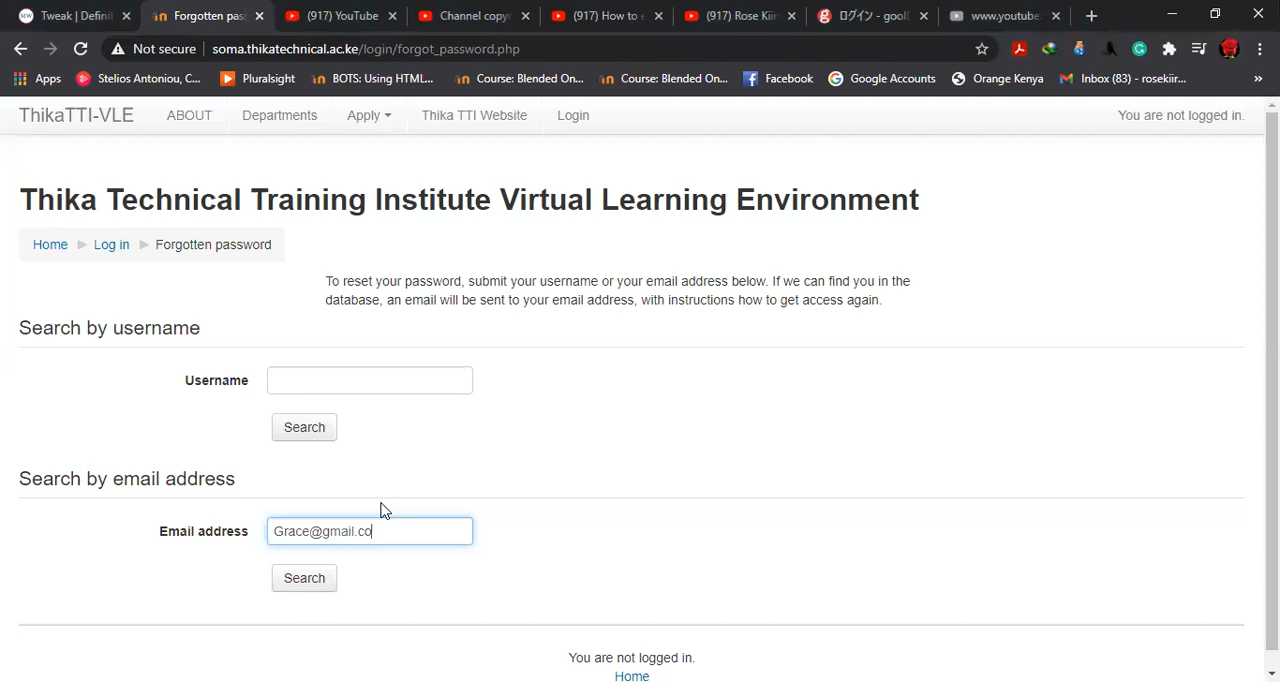 Tweak | Definit
Forgotten pas
(917) YouTube
Channel copyr
(917) How to e
(917) Rose Kiir
ログイン - gooID
www.youtube.
Not secure
soma.thikatechnical.ac.ke/login/forgot_password.php
Apps
Stelios Antoniou, C...
Pluralsight
BOTS: Using HTML...
Course: Blended On...
Course: Blended On...
Facebook
Google Accounts
Orange Kenya
Inbox (83) - rosekiir...
»
ThikaTTI-VLE
ABOUT
Departments
Apply
Thika TTI Website
Login
You are not logged in.
Thika Technical Training Institute Virtual Learning Environment
Home
Log in
Forgotten password
To reset your password, submit your username or your email address below. If we can find you in the
database, an email will be sent to your email address, with instructions how to get access again.
Search by username
Username
Search
Search by email address
Email address
Grace@gmail.co
Search
You are not logged in.
Home